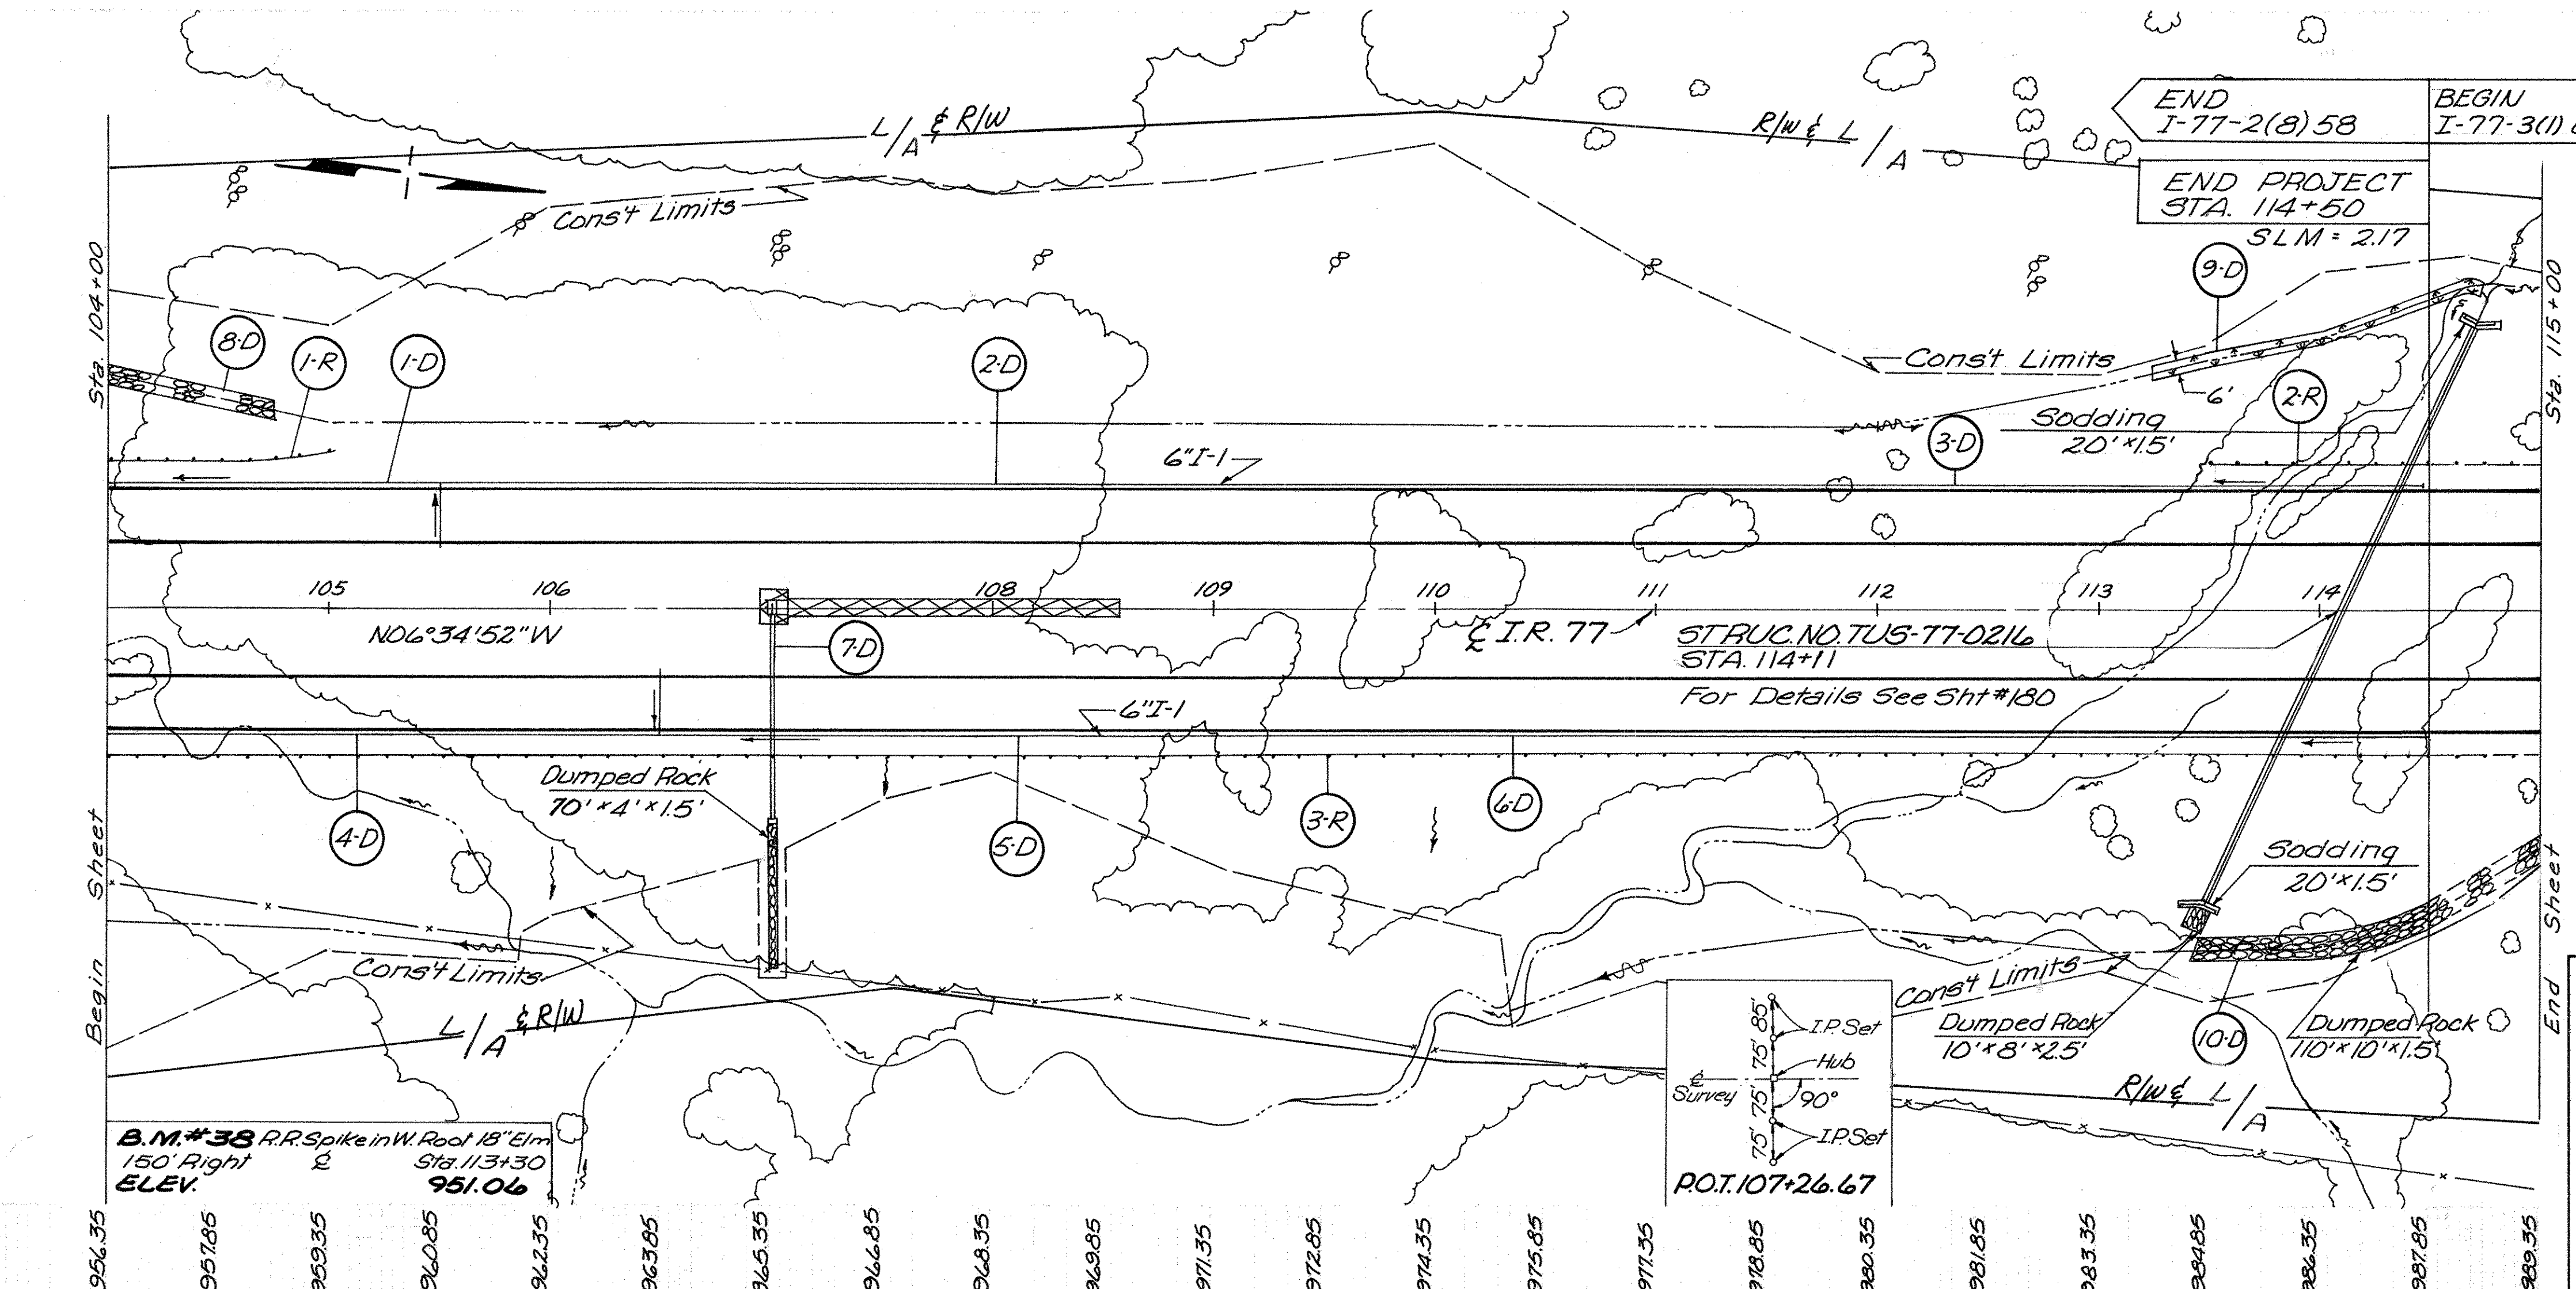 END
I-77-2(8)58
BEGIN
I-77-3(1)
L/A & R/W
R/W & L/A
END PROJECT
STA. 114+50
SLM = 2.17
Cons't Limits
Sta. 104+00
Sta. 115+00
8-D
1-R
1-D
2-D
9-D
Cons't Limits
6'
2-R
Sodding
20'×1.5'
3-D
6"I-1
105
106
108
109
110
111
112
113
114
N06°34'52"W
7-D
℄ I.R. 77
STRUC. NO. TUS-77-0216
STA. 114+11
For Details See Sht #180
6"I-1
Dumped Rock
70'×4'×1.5'
4-D
5-D
3-R
6-D
Sodding
20'×1.5'
Begin Sheet
End Sheet
Cons't Limits
L/A & R/W
Cons't Limits
Dumped Rock
10'×8'×2.5'
10-D
Dumped Rock
110'×10'×1.5'
85'
75'
75'
75'
I.P. Set
Hub
℄
Survey
90°
I.P. Set
P.O.T. 107+26.67
R/W & L/A
B.M.#38 R.R. Spike in W. Root 18" Elm
150' Right ℄ Sta. 113+30
ELEV. 951.06
956.35
957.85
959.35
960.85
962.35
963.85
965.35
966.85
968.35
969.85
971.35
972.85
974.35
975.85
977.35
978.85
980.35
981.85
983.35
984.85
986.35
987.85
989.35